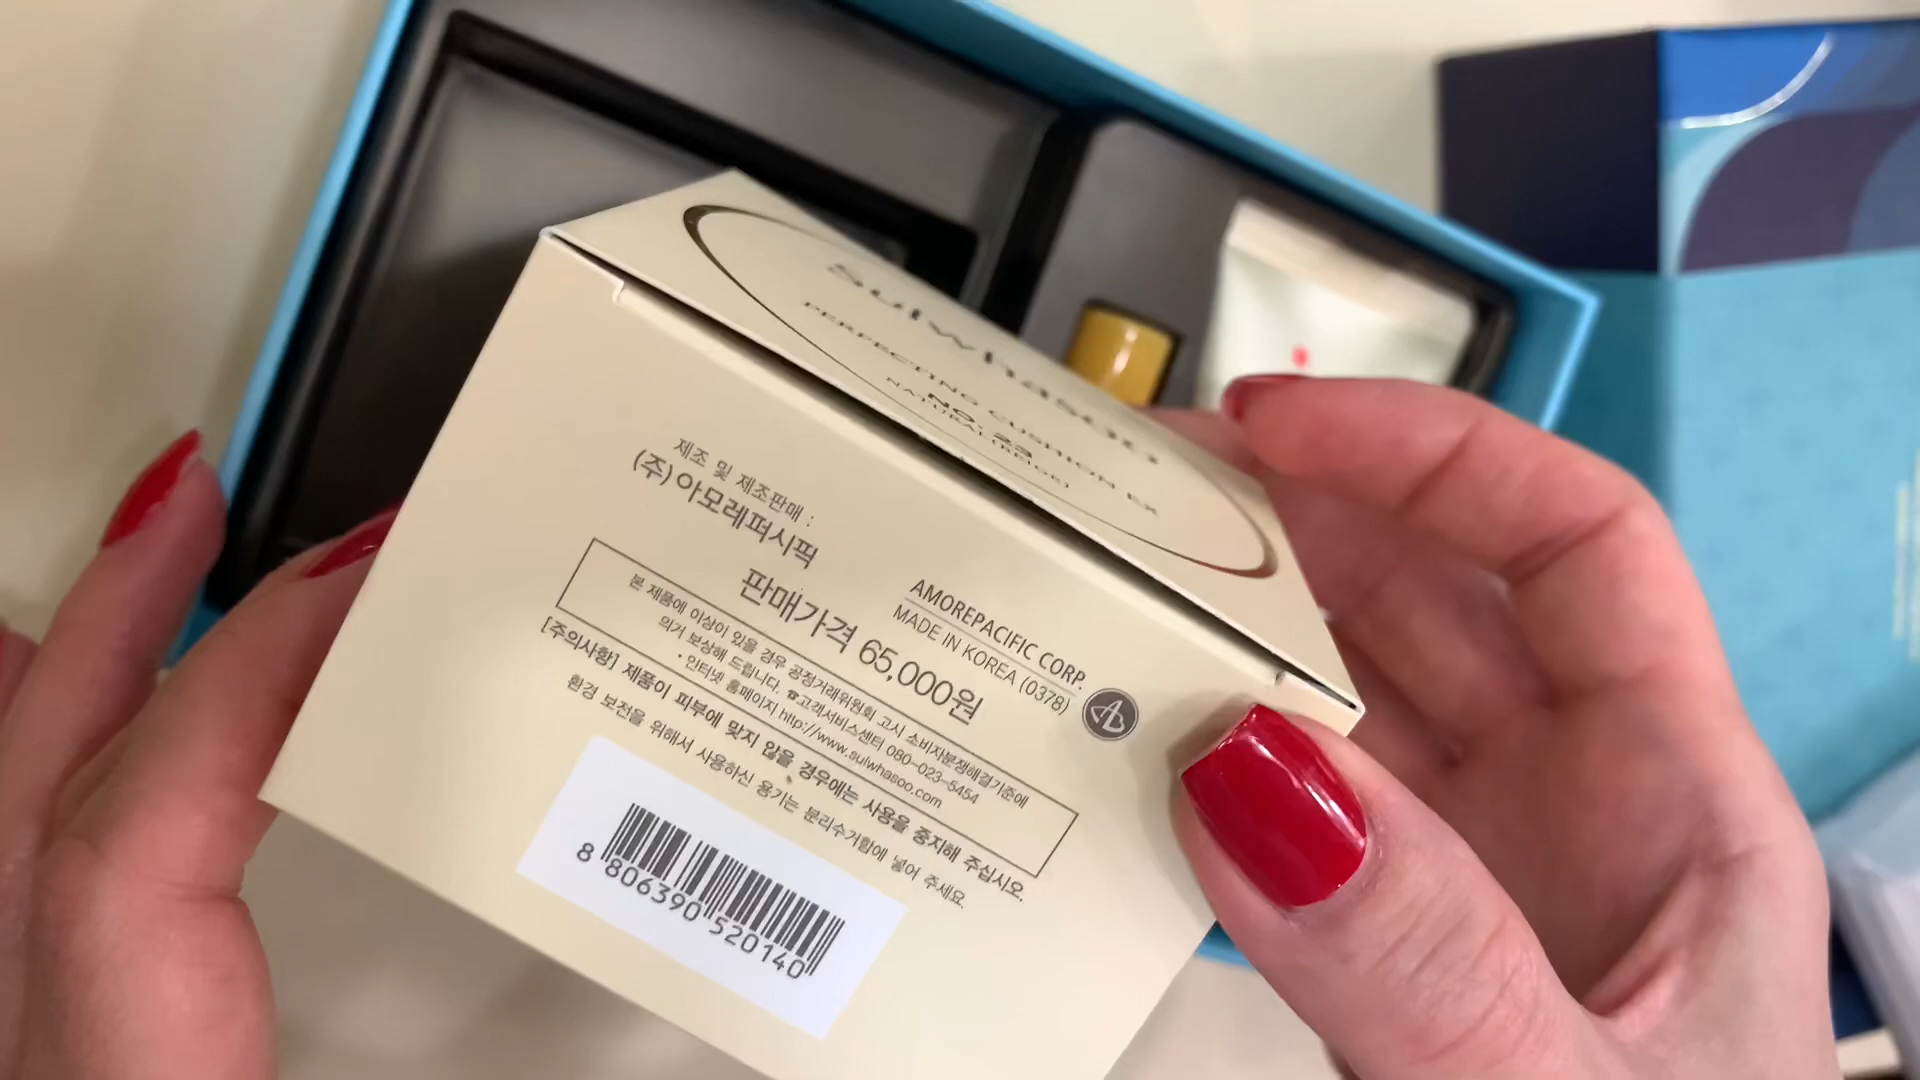 Sulwhasoo
PERFECTING CUSHION EX
NO. 23
NATURAL(BEIGE)
제조 및 제조판매 :
(주)아모레퍼시픽
AMOREPACIFIC CORP.
MADE IN KOREA (0378)
판매가격 65,000원
본 제품에 이상이 있을 경우 공정거래위원회 고시 소비자분쟁해결기준에
의거 보상해 드립니다. ☎고객서비스센터 080-023-5454
• 인터넷 홈페이지 http://www.sulwhasoo.com
[주의사항] 제품이 피부에 맞지 않을 경우에는 사용을 중지해 주십시오.
환경 보전을 위해서 사용하신 용기는 분리수거함에 넣어 주세요.
8 806390 520140